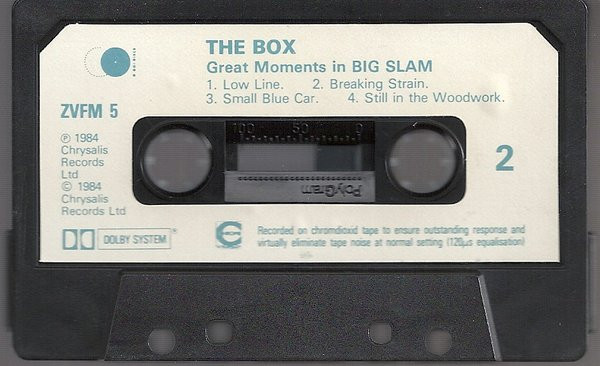 THE BOX
Great Moments in BIG SLAM
1. Low Line. 2. Breaking Strain.
3. Small Blue Car. 4. Still in the Woodwork.
ZVFM 5
℗ 1984
Chrysalis
Records
Ltd
© 1984
Chrysalis
Records Ltd
100 50 0
PolyGram
2
DOLBY SYSTEM
Recorded on chromdioxid tape to ensure outstanding response and
virtually eliminate tape noise at normal setting (120µs equalisation)